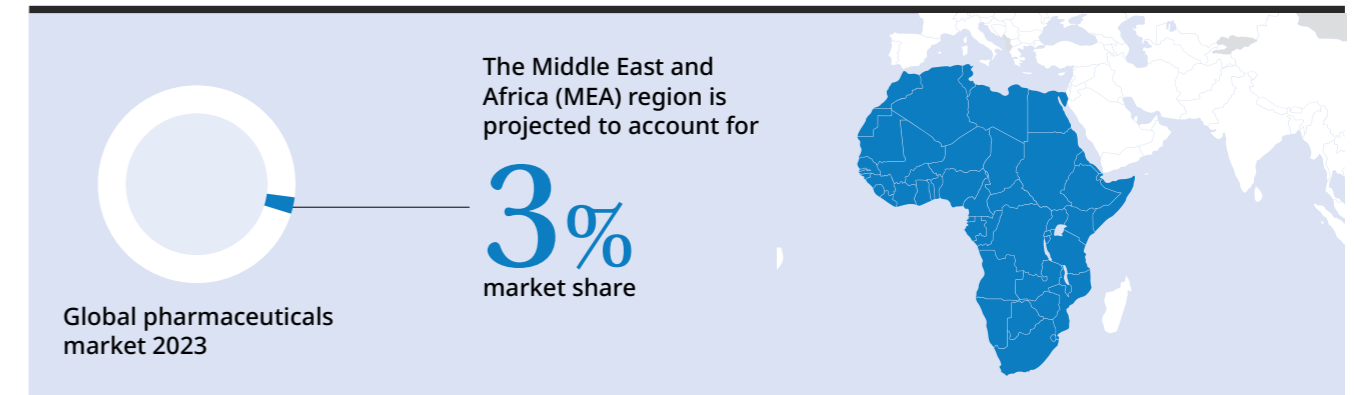 The Middle East and
Africa (MEA) region is
projected to account for
3%
market share
Global pharmaceuticals
market 2023